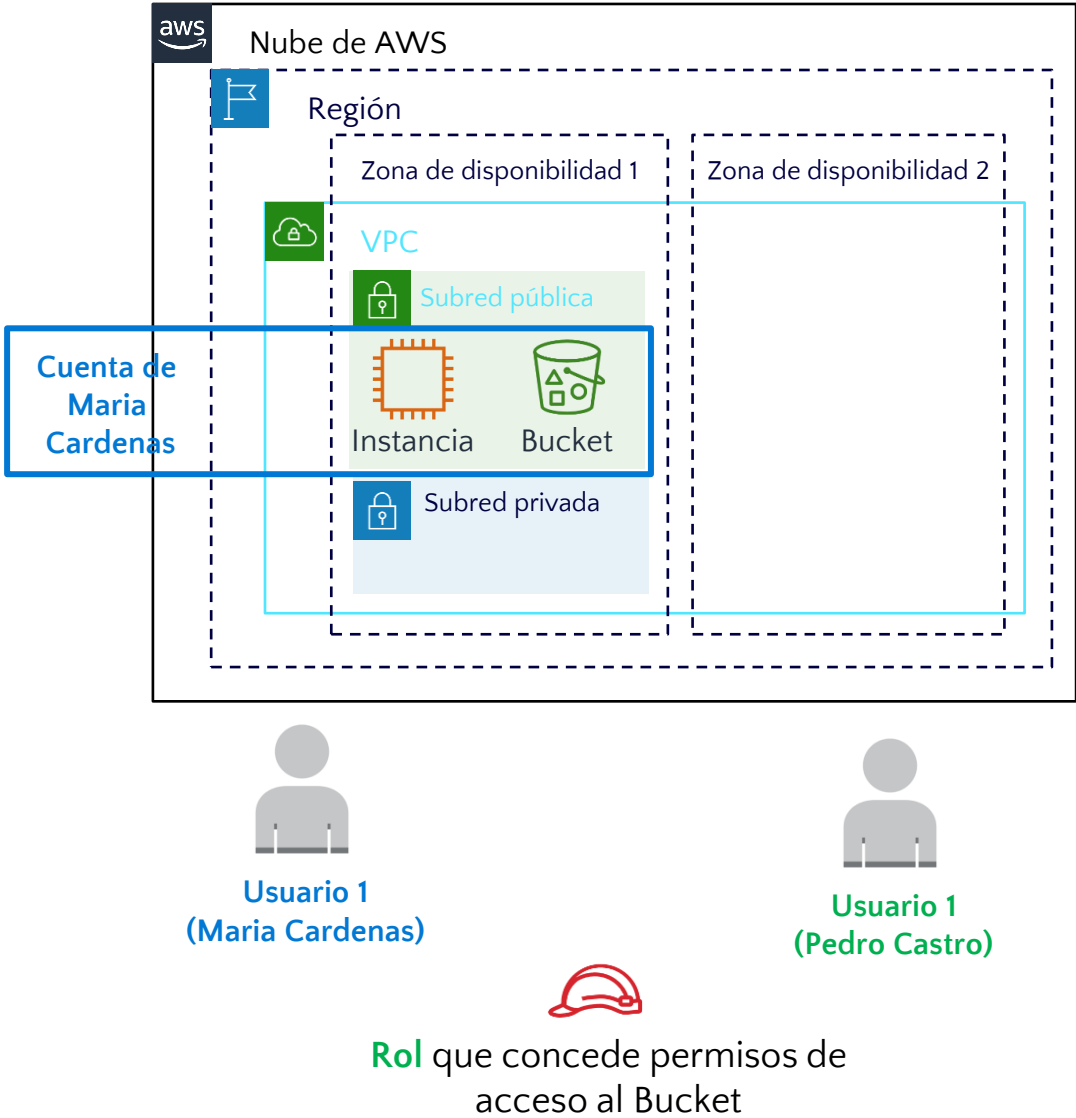 aws
Nube de AWS
Región
Zona de disponibilidad 1
Zona de disponibilidad 2
VPC
Subred pública
Cuenta de
Maria
Cardenas
Instancia
Bucket
Subred privada
Usuario 1
(Maria Cardenas)
Usuario 1
(Pedro Castro)
Rol que concede permisos de
acceso al Bucket